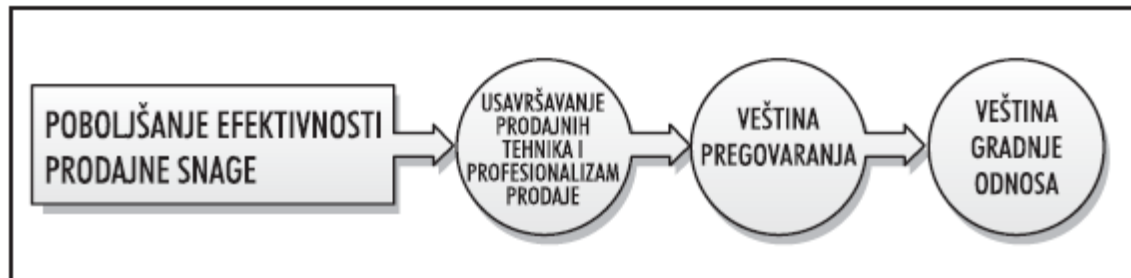 POBOLJŠANJE EFEKTIVNOSTI
PRODAJNE SNAGE
USAVRŠAVANJE
PRODAJNIH
TEHNIKA I
PROFESIONALIZAM
PRODAJE
VEŠTINA
PREGOVARANJA
VEŠTINA
GRADNJE
ODNOSA